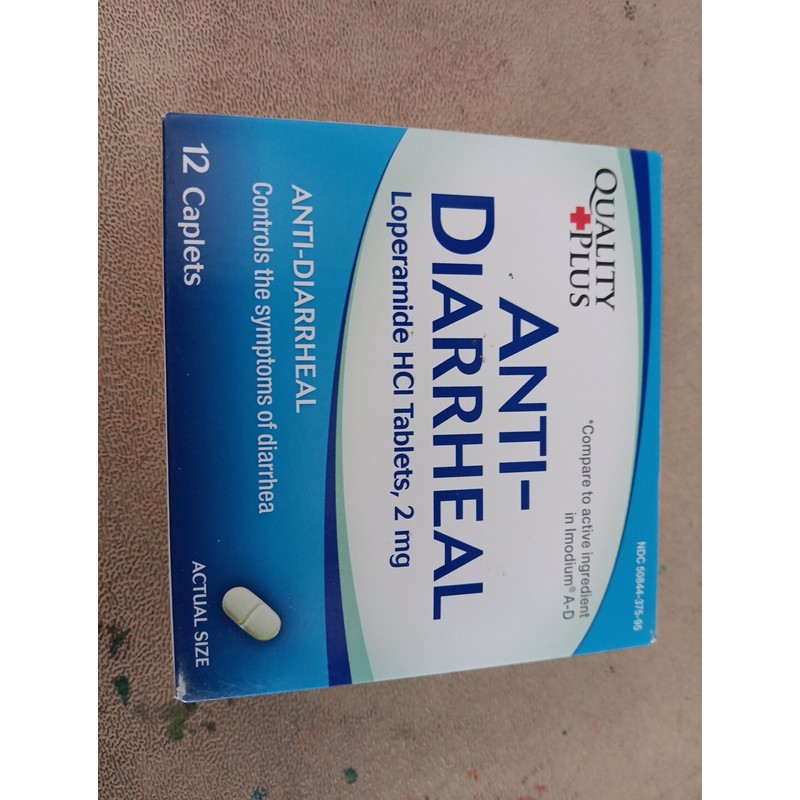 NDC 50844-375-95
QUALITY
PLUS
*Compare to active ingredient
in Imodium® A-D
ANTI-
DIARRHEAL
Loperamide HCl Tablets, 2 mg
ANTI-DIARRHEAL
Controls the symptoms of diarrhea
12 Caplets
ACTUAL SIZE